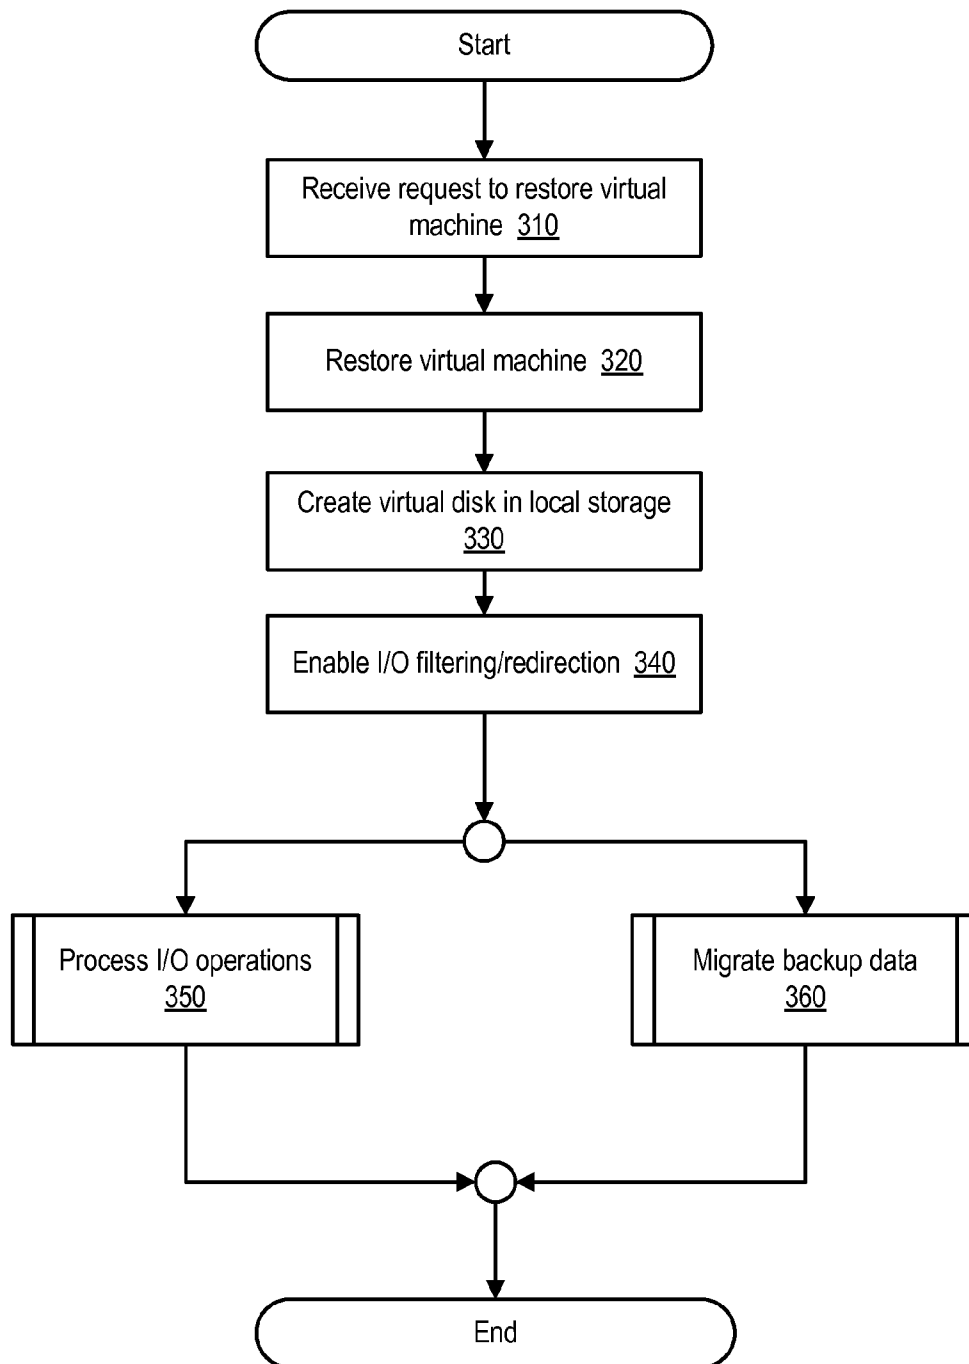 Start
Receive request to restore virtual
machine 310
Restore virtual machine 320
Create virtual disk in local storage
330
Enable I/O filtering/redirection 340
Process I/O operations
350
Migrate backup data
360
End